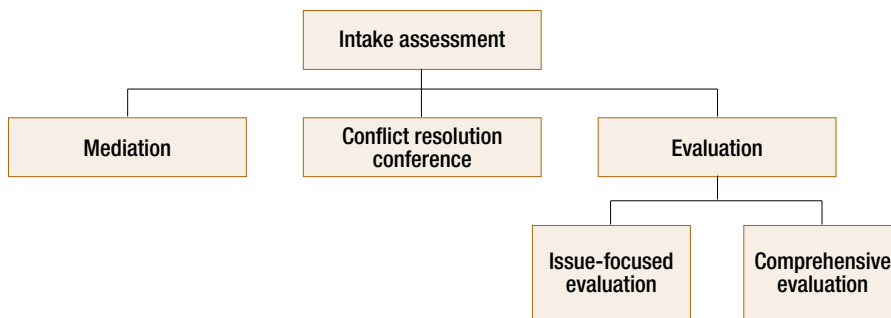 Intake assessment
Mediation
Conflict resolution
conference
Evaluation
Issue-focused
evaluation
Comprehensive
evaluation